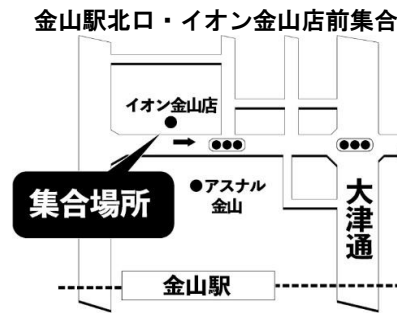 金山駅北口・イオン金山店前集合
イオン金山店
集合場所
●アスナル
金山
大津通
金山駅